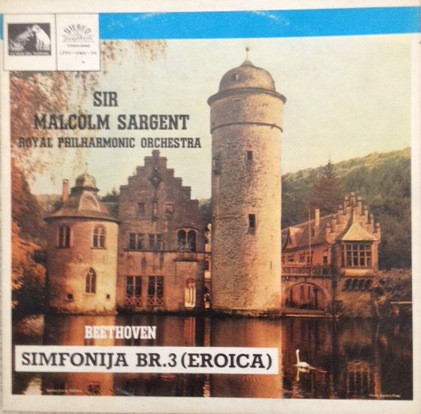 STEREO
SIR
MALCOLM SARGENT
ROYAL PHILHARMONIC ORCHESTRA
BEETHOVEN
SIMFONIJA BR.3 (EROICA)